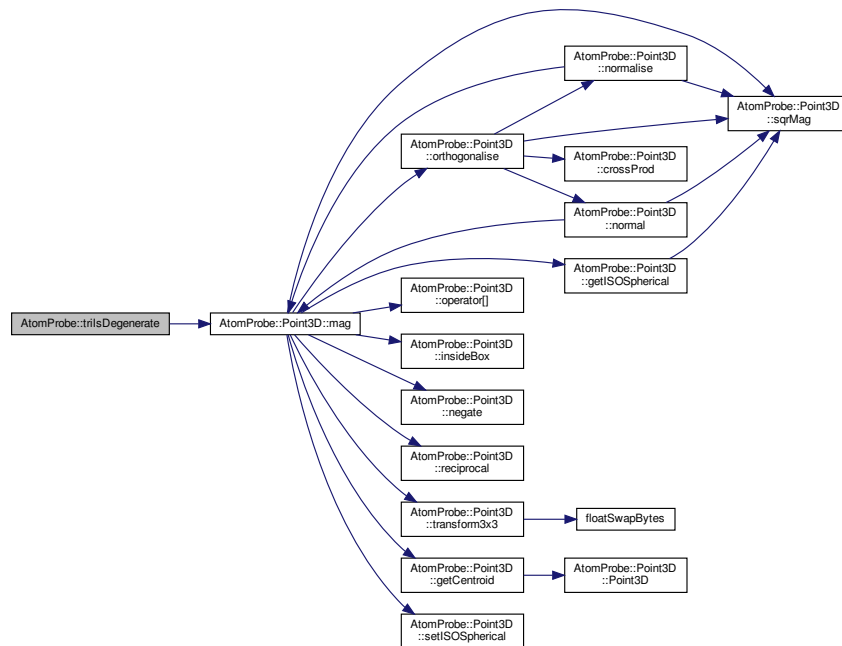 AtomProbe::triIsDegenerate
AtomProbe::Point3D::mag
AtomProbe::Point3D
::orthogonalise
AtomProbe::Point3D
::operator[]
AtomProbe::Point3D
::insideBox
AtomProbe::Point3D
::negate
AtomProbe::Point3D
::reciprocal
AtomProbe::Point3D
::transform3x3
AtomProbe::Point3D
::getCentroid
AtomProbe::Point3D
::setISOSpherical
AtomProbe::Point3D
::normalise
AtomProbe::Point3D
::crossProd
AtomProbe::Point3D
::normal
AtomProbe::Point3D
::getISOSpherical
floatSwapBytes
AtomProbe::Point3D
::Point3D
AtomProbe::Point3D
::sqrMag